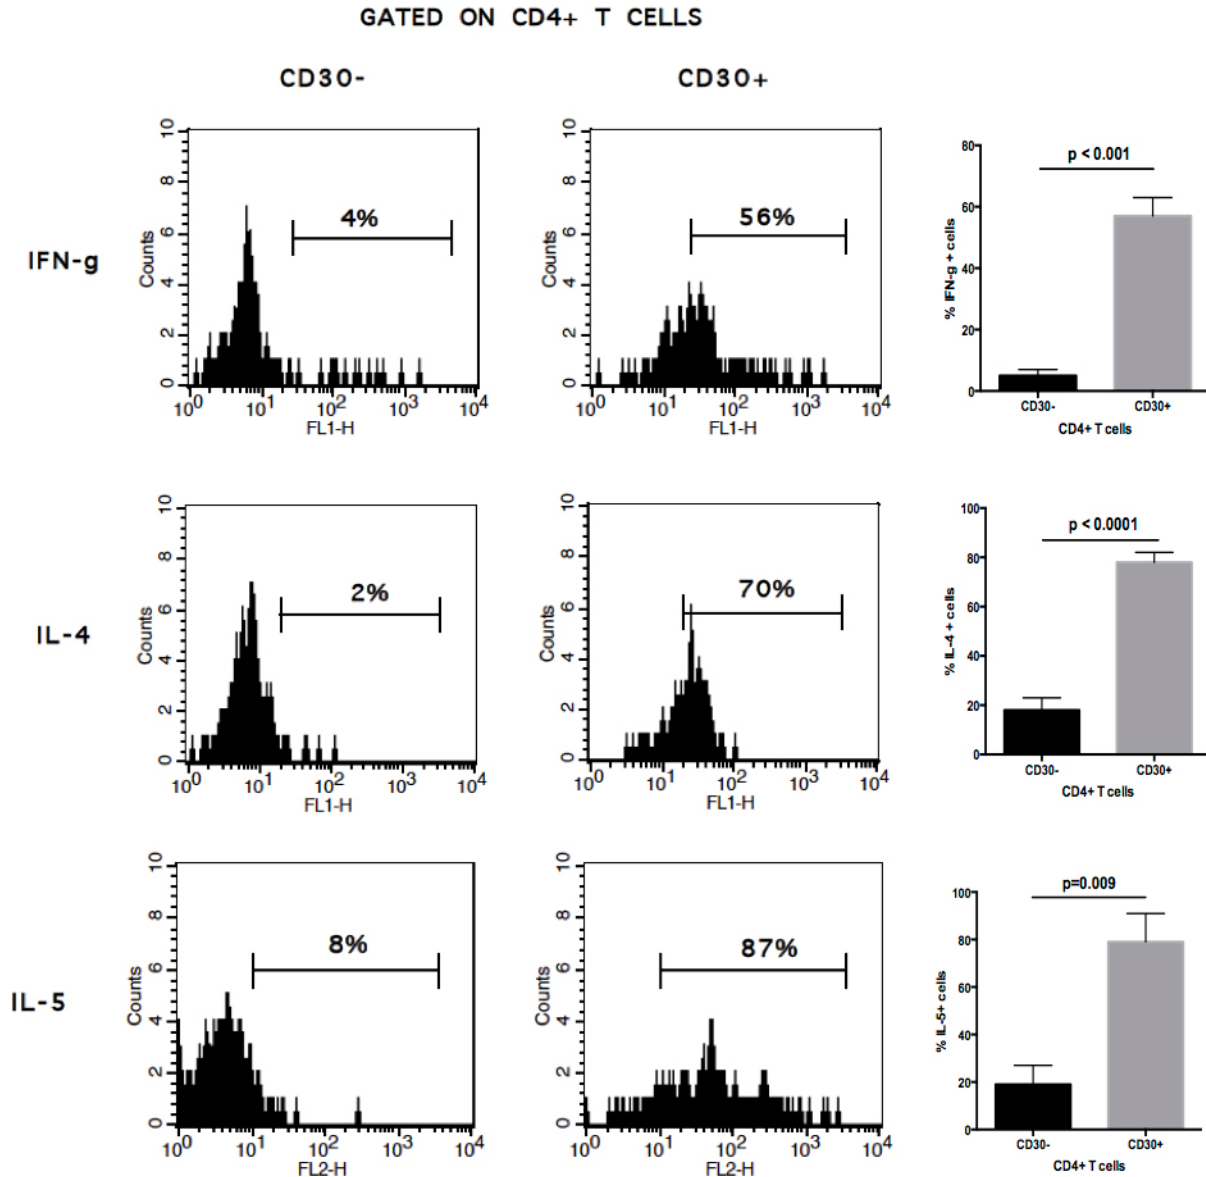 GATED ON CD4+ T CELLS
CD30-
CD30+
IFN-g
10
8
6
4
2
0
Counts
4%
10^0 10^1 10^2 10^3 10^4
FL1-H
10
8
6
4
2
0
Counts
56%
10^0 10^1 10^2 10^3 10^4
FL1-H
80
60
40
20
0
% IFN-g + cells
p < 0.001
CD30- CD30+
CD4+ T cells
IL-4
10
8
6
4
2
0
Counts
2%
10^0 10^1 10^2 10^3 10^4
FL1-H
10
8
6
4
2
0
Counts
70%
10^0 10^1 10^2 10^3 10^4
FL1-H
100
80
60
40
20
0
% IL-4 + cells
p < 0.0001
CD30- CD30+
CD4+ T cells
IL-5
10
8
6
4
2
0
Counts
8%
10^0 10^1 10^2 10^3 10^4
FL2-H
10
8
6
4
2
0
Counts
87%
10^0 10^1 10^2 10^3 10^4
FL2-H
100
80
60
40
20
0
% IL-5+ cells
p=0.009
CD30- CD30+
CD4+ T cells